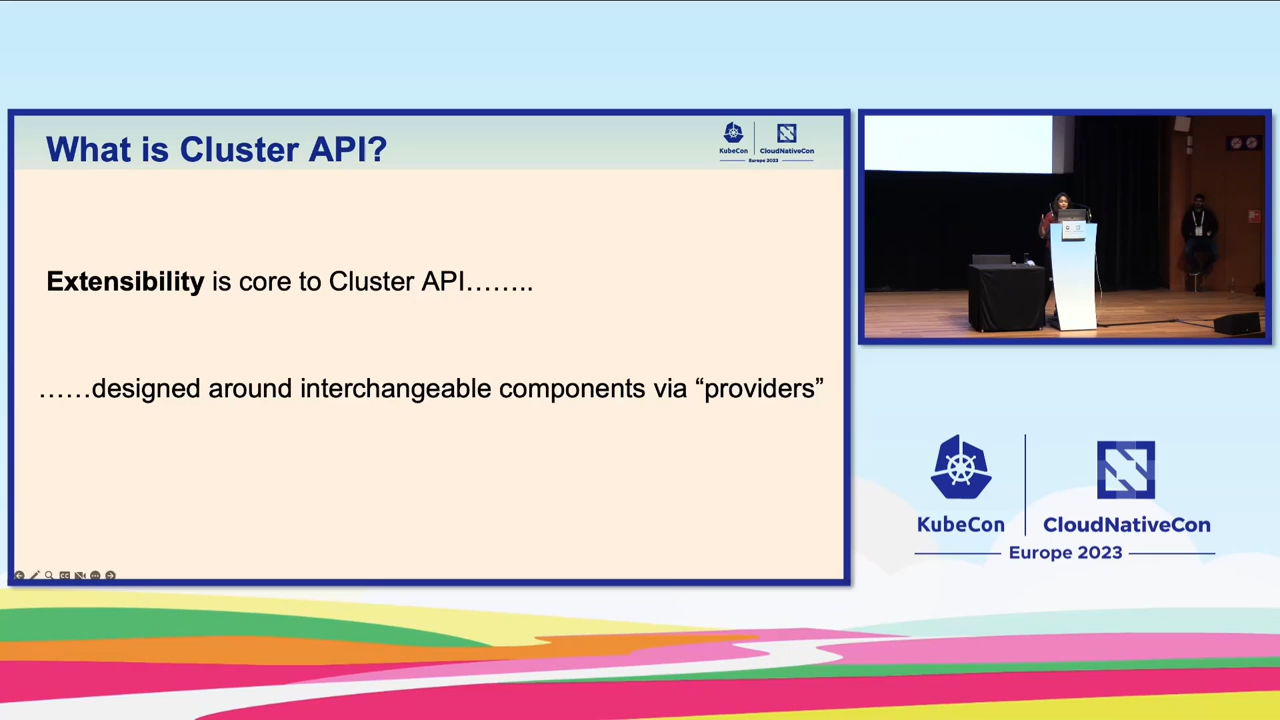 What is Cluster API?
KubeCon
CloudNativeCon
Europe 2023
Extensibility is core to Cluster API……..
……designed around interchangeable components via “providers”
KubeCon
CloudNativeCon
Europe 2023